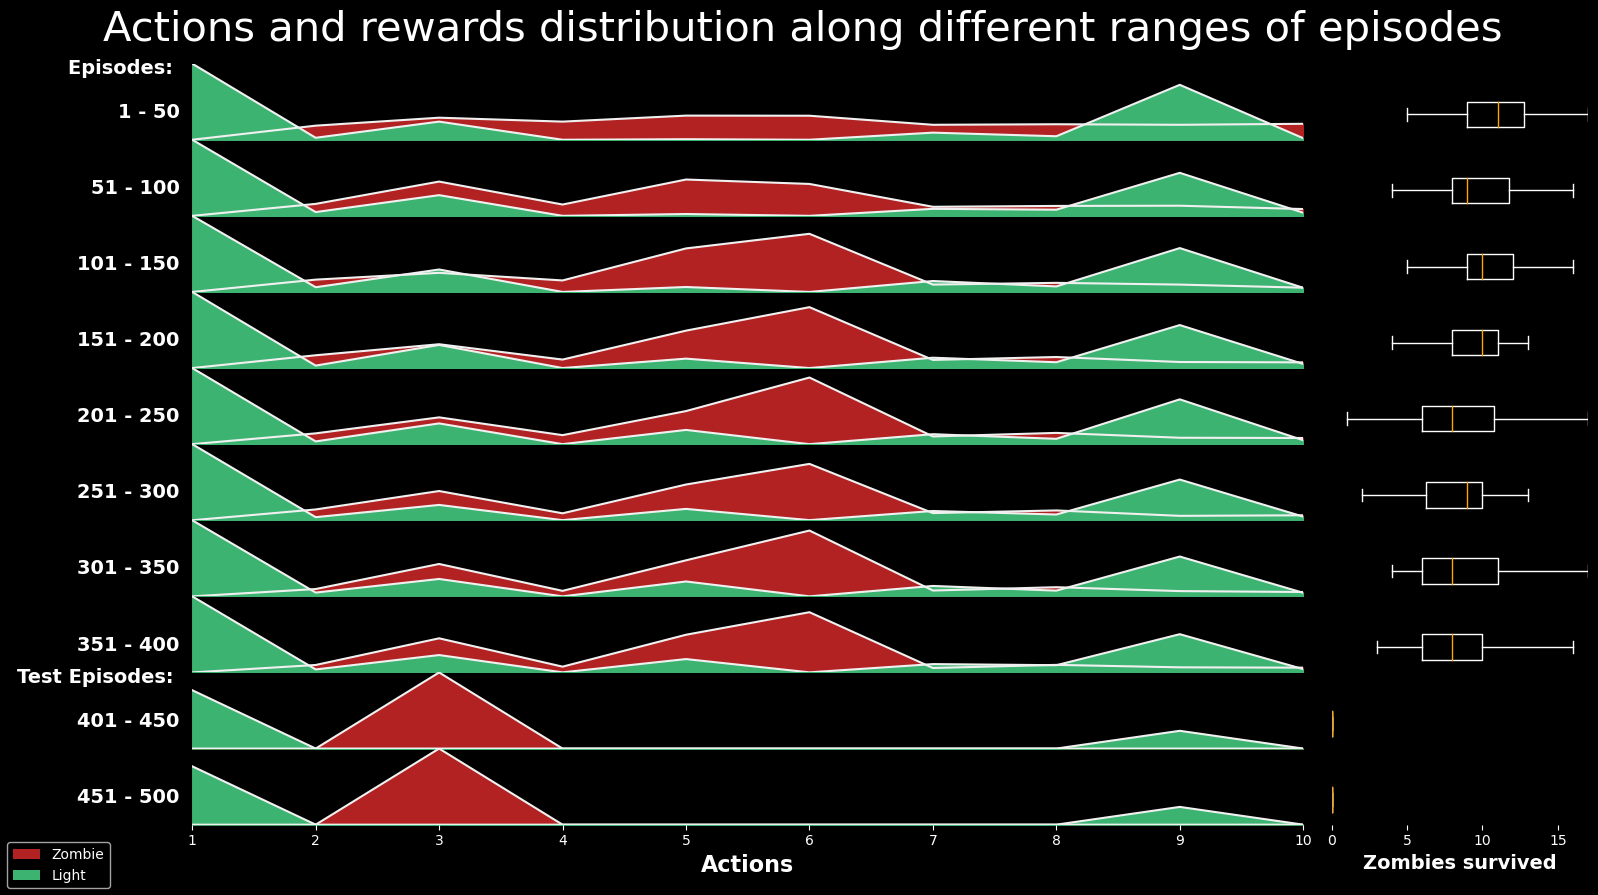 Actions and rewards distribution along different ranges of episodes
Episodes:
1 - 50
51 - 100
101 - 150
151 - 200
201 - 250
251 - 300
301 - 350
351 - 400
Test Episodes:
401 - 450
451 - 500
1 2 3 4 5 6 7 8 9 10 0 5 10 15
Actions
Zombies survived
Zombie
Light